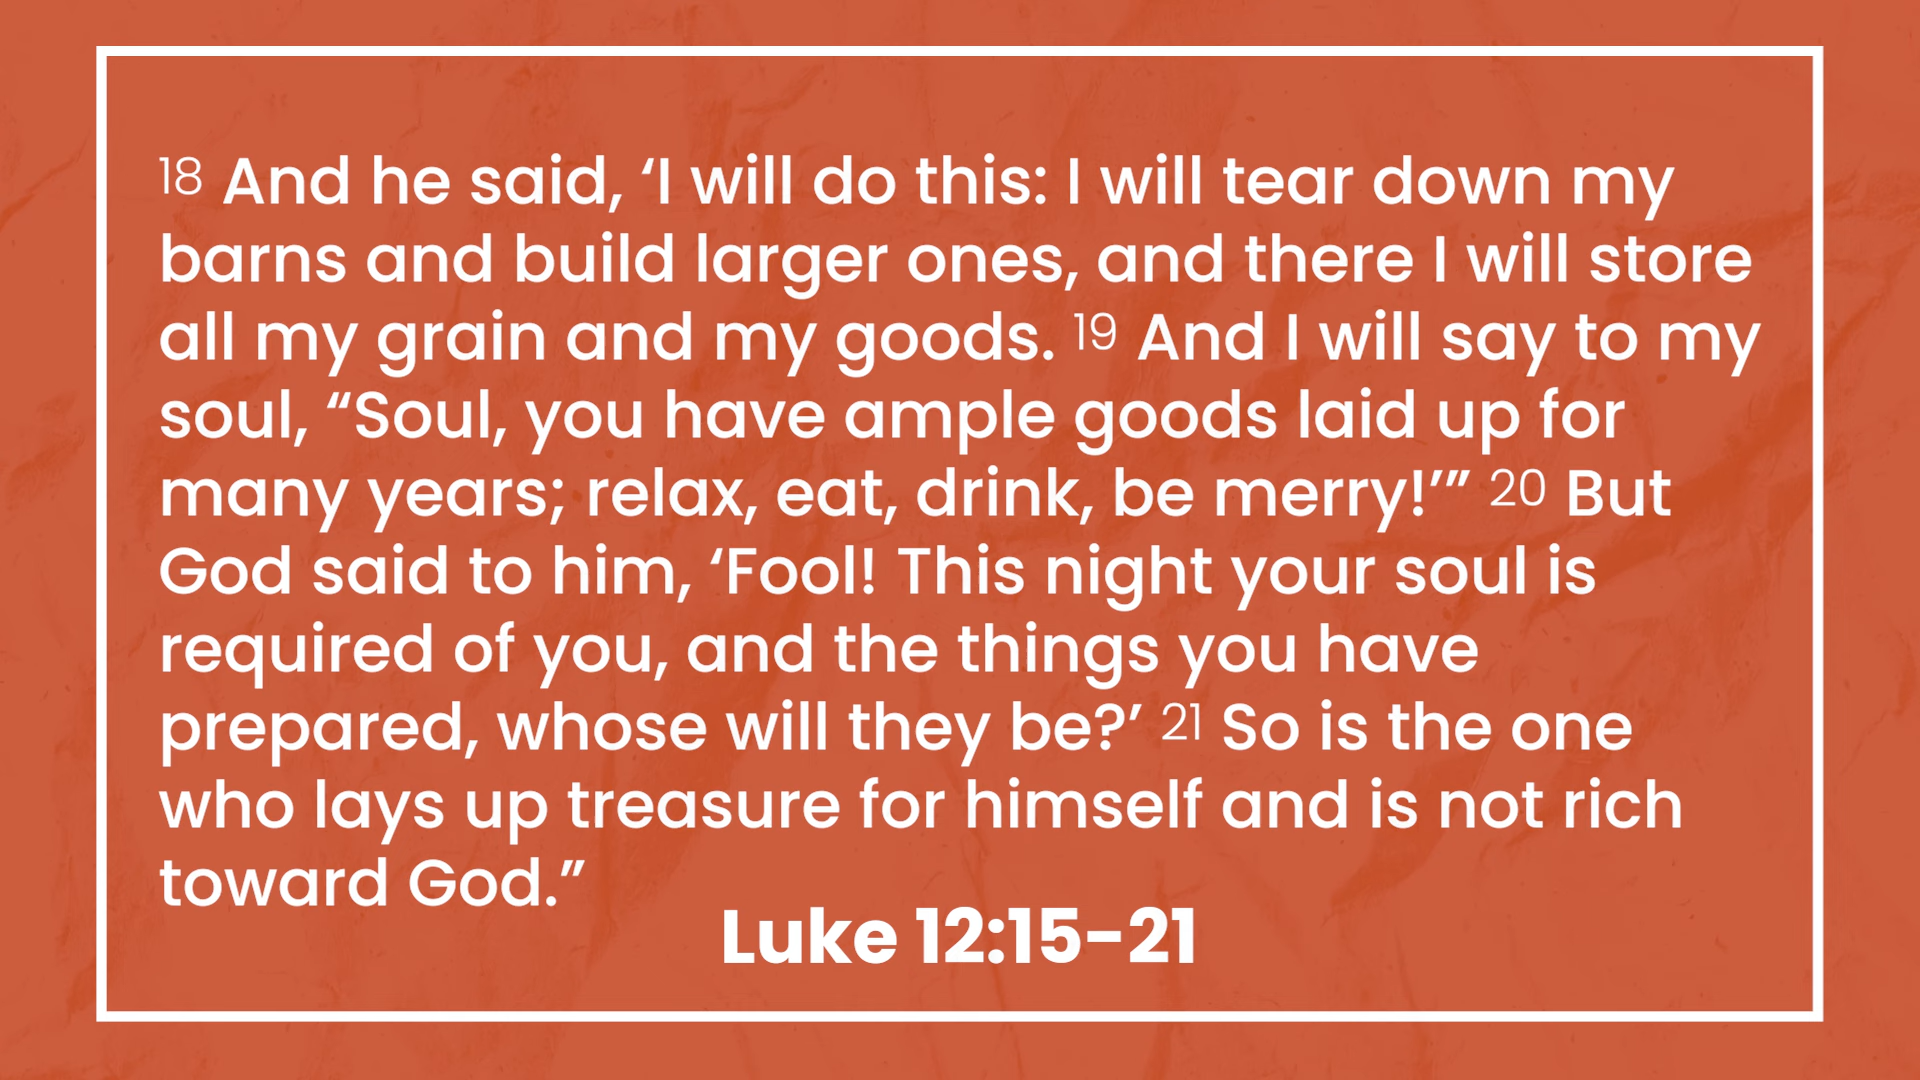 18 And he said, ‘I will do this: I will tear down my
barns and build larger ones, and there I will store
all my grain and my goods. 19 And I will say to my
soul, “Soul, you have ample goods laid up for
many years; relax, eat, drink, be merry!’” 20 But
God said to him, ‘Fool! This night your soul is
required of you, and the things you have
prepared, whose will they be?’ 21 So is the one
who lays up treasure for himself and is not rich
toward God.”
Luke 12:15-21